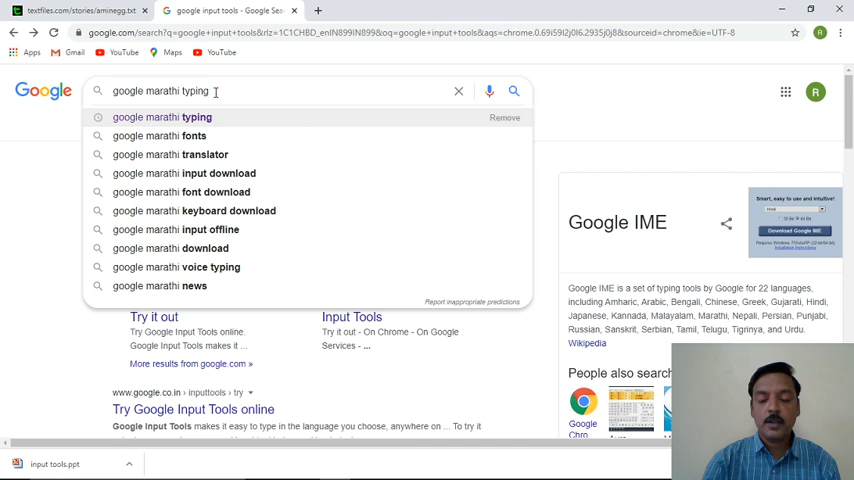 textfiles.com/stories/aminegg.txt
google input tools - Google Sea
google.com/search?q=google+input+tools&rlz=1C1CHBD_enIN899IN899&oq=google+input+tools&aqs=chrome.0.69i59l2j0l6.2935j0j8&sourceid=chrome&ie=UTF-8
Apps Gmail YouTube Maps YouTube
Google
google marathi typing
R
google marathi typing Remove
google marathi fonts
google marathi translator
google marathi input download
google marathi font download
google marathi keyboard download
google marathi input offline
google marathi download
google marathi voice typing
google marathi news
Report inappropriate predictions
Try it out Input Tools
Try Google Input Tools online. Try it out - On Chrome - On Google
Google Input Tools makes it ... Services - ...
More results from google.com »
www.google.co.in › inputtools › try
Try Google Input Tools online
Google Input Tools makes it easy to type in the language you choose, anywhere on ... To try it
Google IME
Smart, easy to use and intuitive!
Download Google IME
Google IME is a set of typing tools by Google for 22 languages,
including Amharic, Arabic, Bengali, Chinese, Greek, Gujarati, Hindi,
Japanese, Kannada, Malayalam, Marathi, Nepali, Persian, Punjabi,
Russian, Sanskrit, Serbian, Tamil, Telugu, Tigrinya, and Urdu.
Wikipedia
People also search
Google
Chro
input tools.ppt